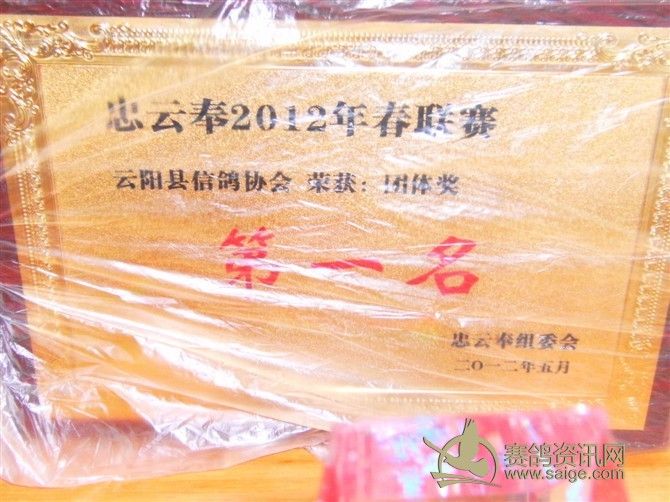 忠云奉2012年春联赛
云阳县信鸽协会 荣获：团体奖
第一名
忠云奉组委会
二〇一二年五月
赛鸽资讯网
www.saige.com